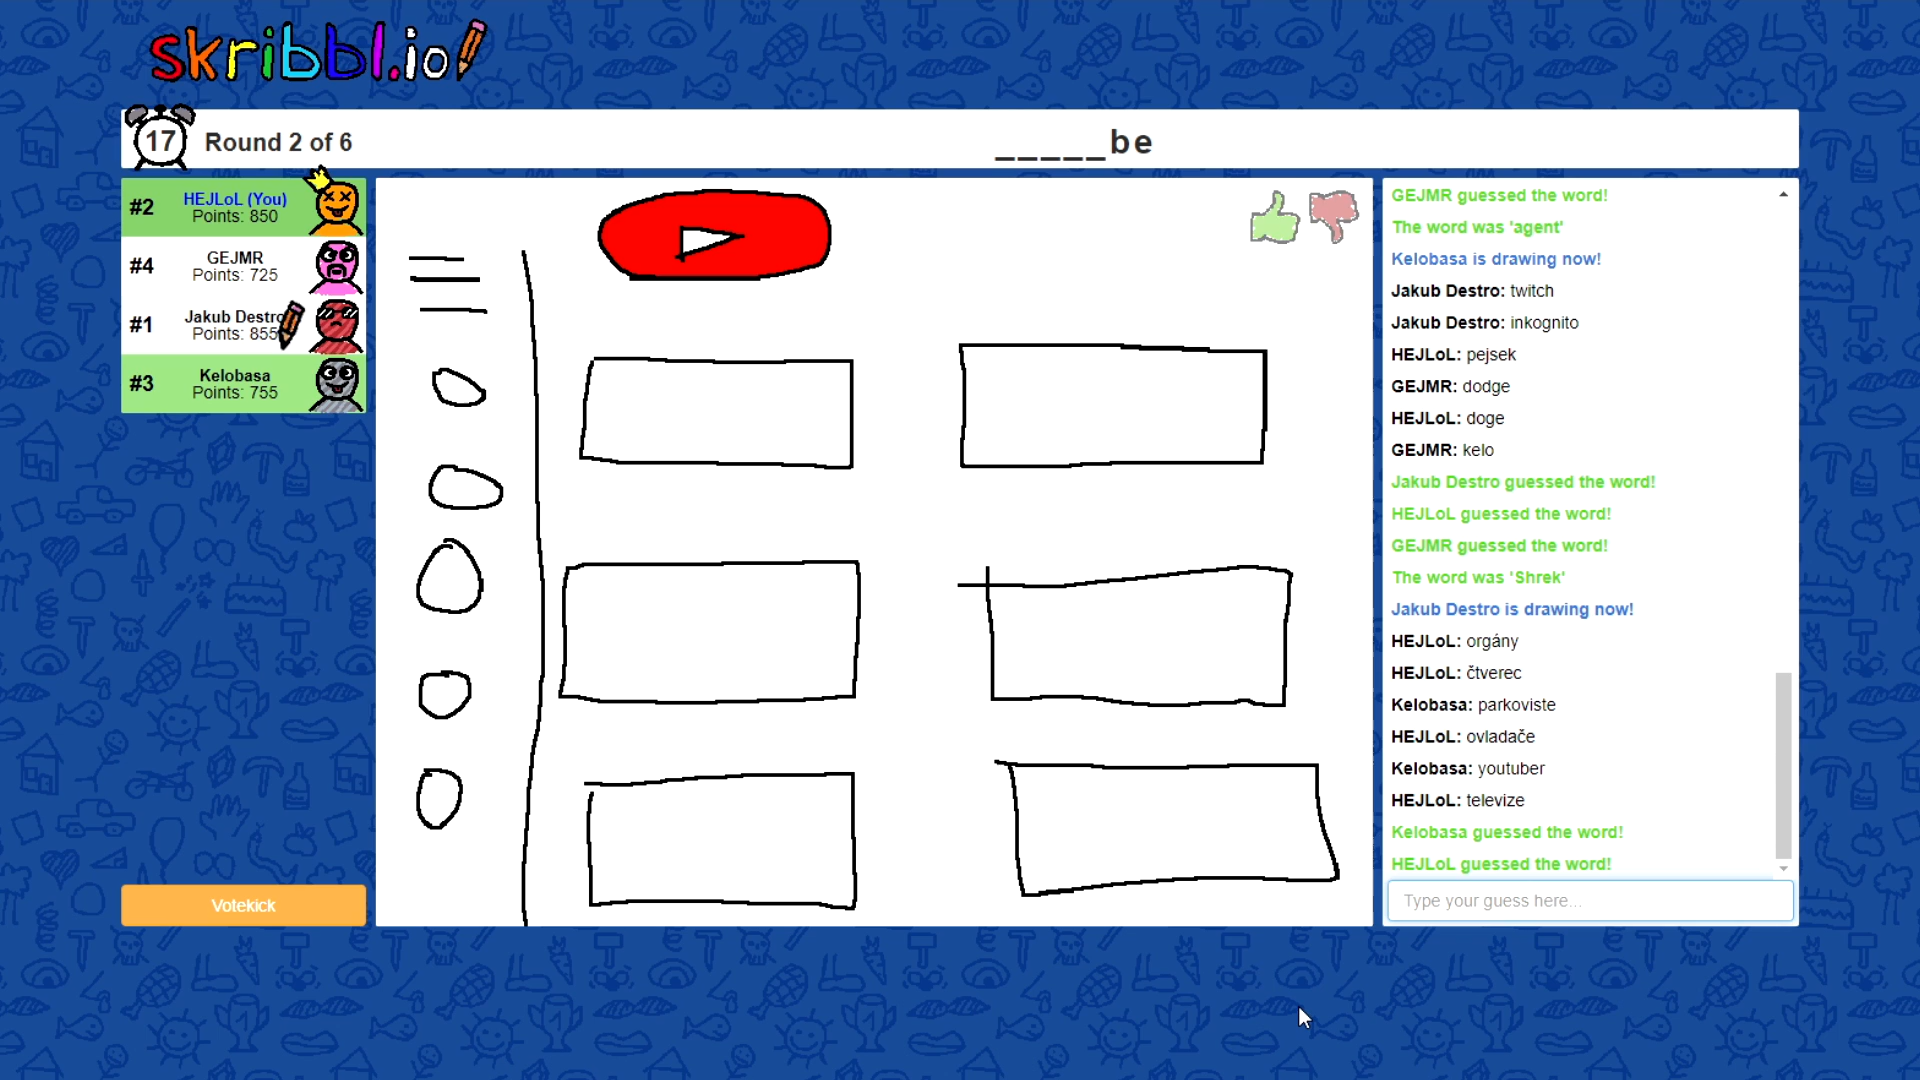 skribbl.io
17 Round 2 of 6 _____be
#2 HEJLoL (You)
Points: 850
#4 GEJMR
Points: 725
#1 Jakub Destro
Points: 855
#3 Kelobasa
Points: 755
Votekick
GEJMR guessed the word!
The word was 'agent'
Kelobasa is drawing now!
Jakub Destro: twitch
Jakub Destro: inkognito
HEJLoL: pejsek
GEJMR: dodge
HEJLoL: doge
GEJMR: kelo
Jakub Destro guessed the word!
HEJLoL guessed the word!
GEJMR guessed the word!
The word was 'Shrek'
Jakub Destro is drawing now!
HEJLoL: orgány
HEJLoL: čtverec
Kelobasa: parkoviste
HEJLoL: ovladače
Kelobasa: youtuber
HEJLoL: televize
Kelobasa guessed the word!
HEJLoL guessed the word!
Type your guess here...